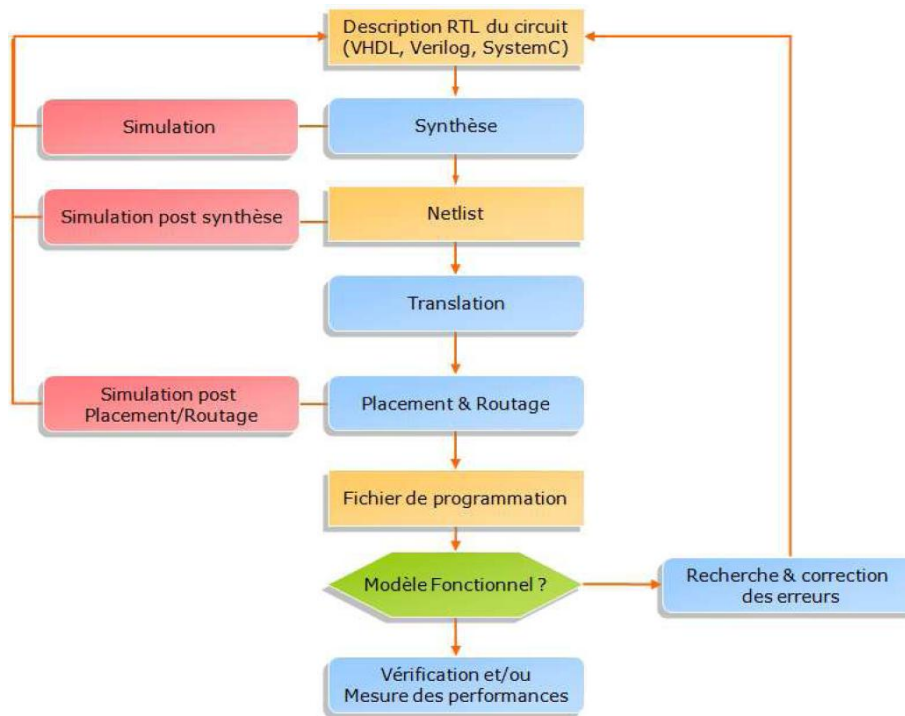 Description RTL du circuit
(VHDL, Verilog, SystemC)
Simulation
Synthèse
Simulation post synthèse
Netlist
Translation
Simulation post
Placement/Routage
Placement & Routage
Fichier de programmation
Modèle Fonctionnel ?
Recherche & correction
des erreurs
Vérification et/ou
Mesure des performances